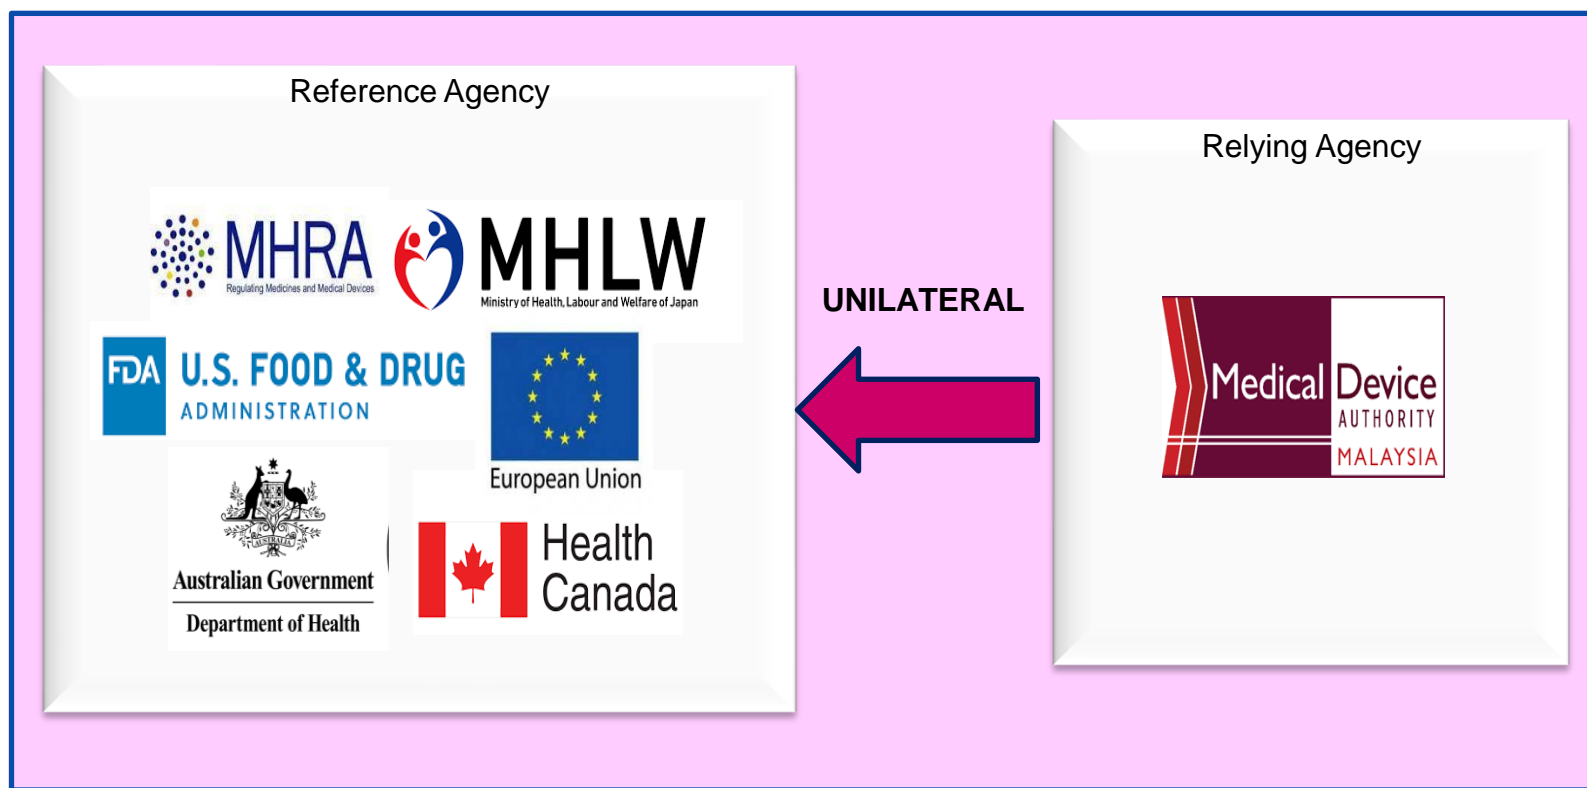 Reference Agency
MHRA
Regulating Medicines and Medical Devices
MHLW
Ministry of Health, Labour and Welfare of Japan
FDA
U.S. FOOD & DRUG
ADMINISTRATION
European Union
AUSTRALIA
Australian Government
Department of Health
Health
Canada
UNILATERAL
Relying Agency
Medical Device
AUTHORITY
MALAYSIA